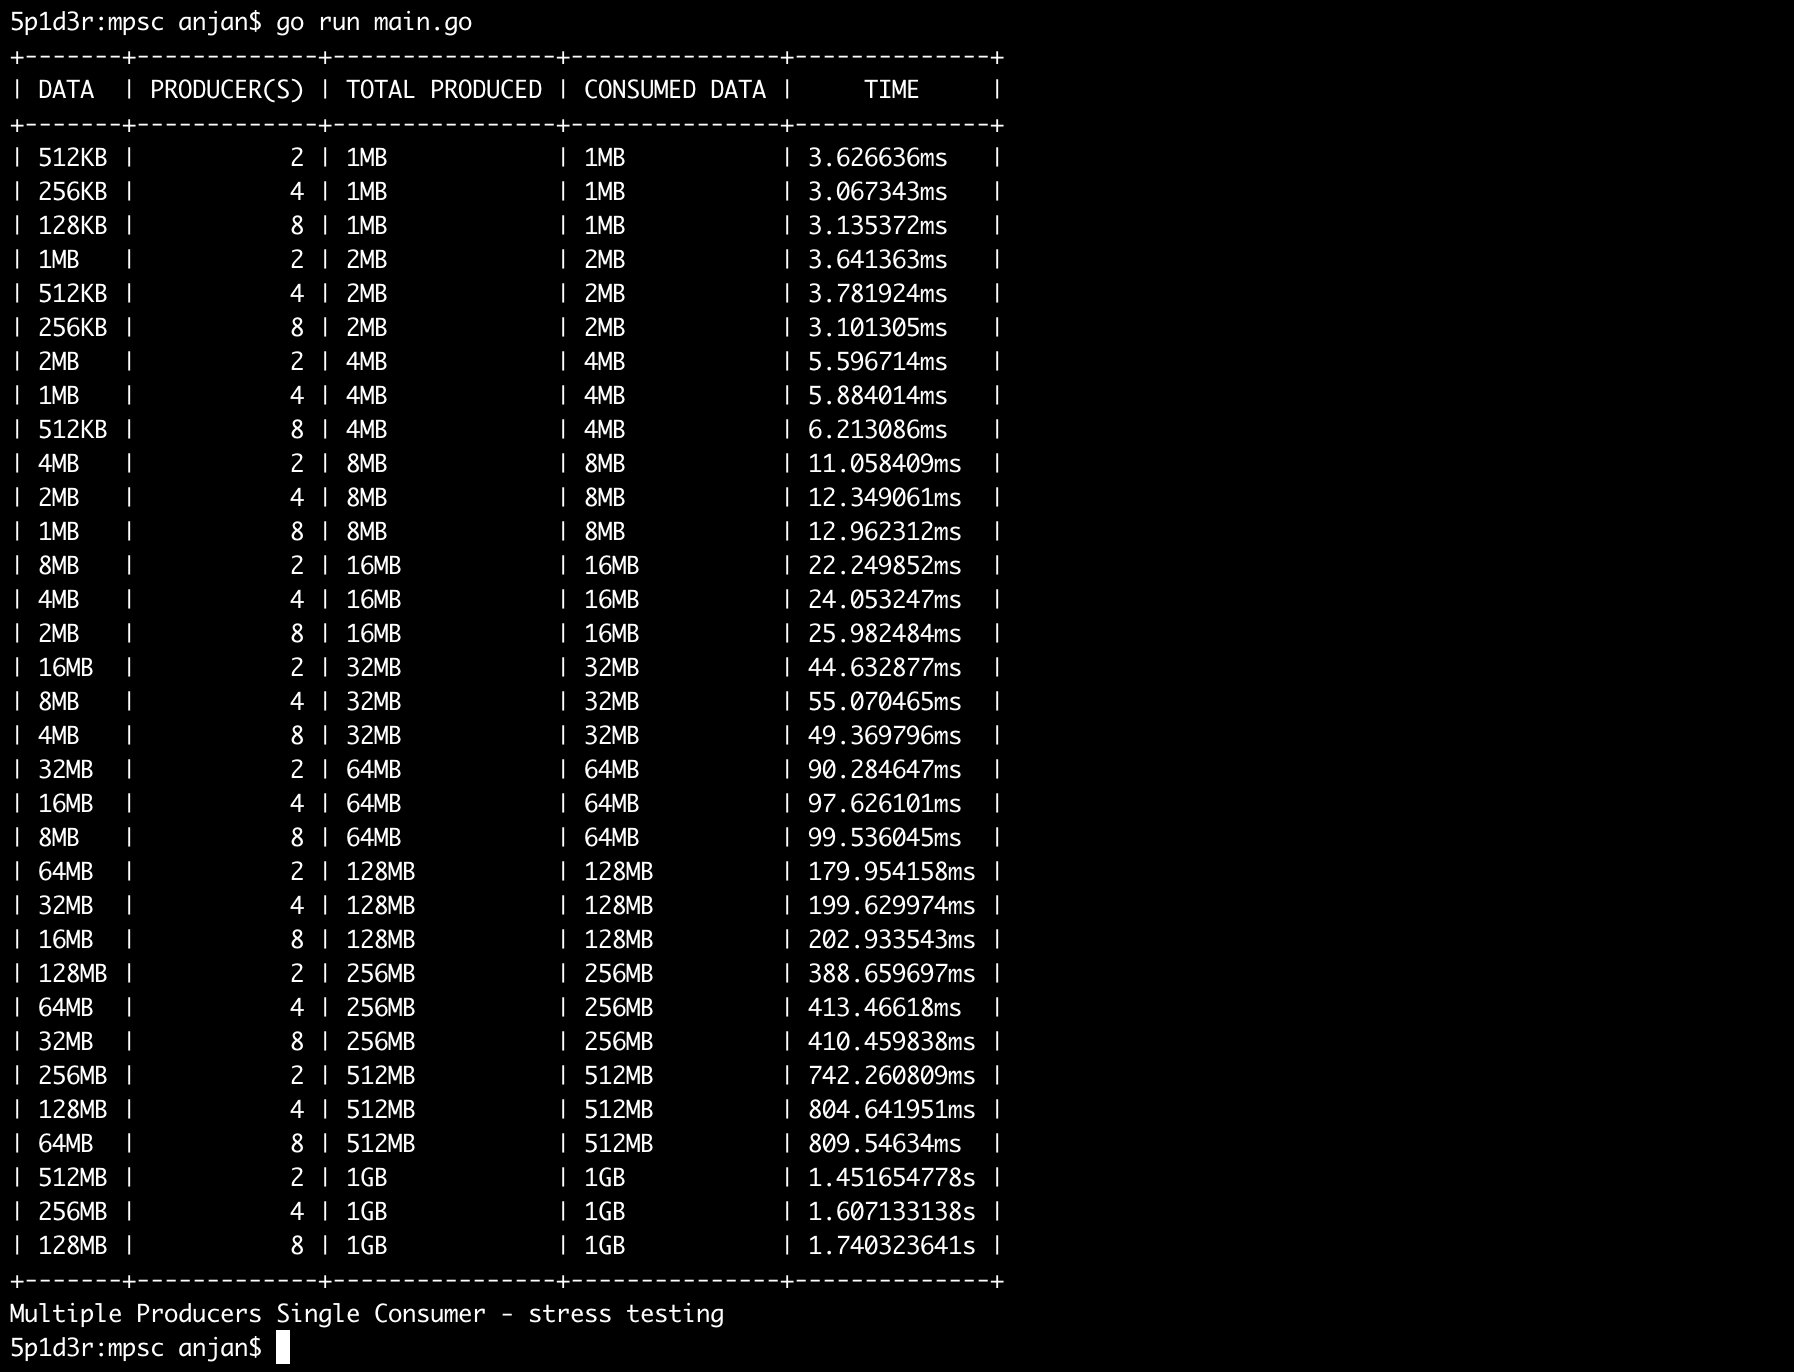 5p1d3r:mpsc anjan$ go run main.go
+-------+-------------+----------------+---------------+--------------+
| DATA  | PRODUCER(S) | TOTAL PRODUCED | CONSUMED DATA |     TIME     |
+-------+-------------+----------------+---------------+--------------+
| 512KB |           2 | 1MB            | 1MB           | 3.626636ms   |
| 256KB |           4 | 1MB            | 1MB           | 3.067343ms   |
| 128KB |           8 | 1MB            | 1MB           | 3.135372ms   |
| 1MB   |           2 | 2MB            | 2MB           | 3.641363ms   |
| 512KB |           4 | 2MB            | 2MB           | 3.781924ms   |
| 256KB |           8 | 2MB            | 2MB           | 3.101305ms   |
| 2MB   |           2 | 4MB            | 4MB           | 5.596714ms   |
| 1MB   |           4 | 4MB            | 4MB           | 5.884014ms   |
| 512KB |           8 | 4MB            | 4MB           | 6.213086ms   |
| 4MB   |           2 | 8MB            | 8MB           | 11.058409ms  |
| 2MB   |           4 | 8MB            | 8MB           | 12.349061ms  |
| 1MB   |           8 | 8MB            | 8MB           | 12.962312ms  |
| 8MB   |           2 | 16MB           | 16MB          | 22.249852ms  |
| 4MB   |           4 | 16MB           | 16MB          | 24.053247ms  |
| 2MB   |           8 | 16MB           | 16MB          | 25.982484ms  |
| 16MB  |           2 | 32MB           | 32MB          | 44.632877ms  |
| 8MB   |           4 | 32MB           | 32MB          | 55.070465ms  |
| 4MB   |           8 | 32MB           | 32MB          | 49.369796ms  |
| 32MB  |           2 | 64MB           | 64MB          | 90.284647ms  |
| 16MB  |           4 | 64MB           | 64MB          | 97.626101ms  |
| 8MB   |           8 | 64MB           | 64MB          | 99.536045ms  |
| 64MB  |           2 | 128MB          | 128MB         | 179.954158ms |
| 32MB  |           4 | 128MB          | 128MB         | 199.629974ms |
| 16MB  |           8 | 128MB          | 128MB         | 202.933543ms |
| 128MB |           2 | 256MB          | 256MB         | 388.659697ms |
| 64MB  |           4 | 256MB          | 256MB         | 413.46618ms  |
| 32MB  |           8 | 256MB          | 256MB         | 410.459838ms |
| 256MB |           2 | 512MB          | 512MB         | 742.260809ms |
| 128MB |           4 | 512MB          | 512MB         | 804.641951ms |
| 64MB  |           8 | 512MB          | 512MB         | 809.54634ms  |
| 512MB |           2 | 1GB            | 1GB           | 1.451654778s |
| 256MB |           4 | 1GB            | 1GB           | 1.607133138s |
| 128MB |           8 | 1GB            | 1GB           | 1.740323641s |
+-------+-------------+----------------+---------------+--------------+
Multiple Producers Single Consumer - stress testing
5p1d3r:mpsc anjan$